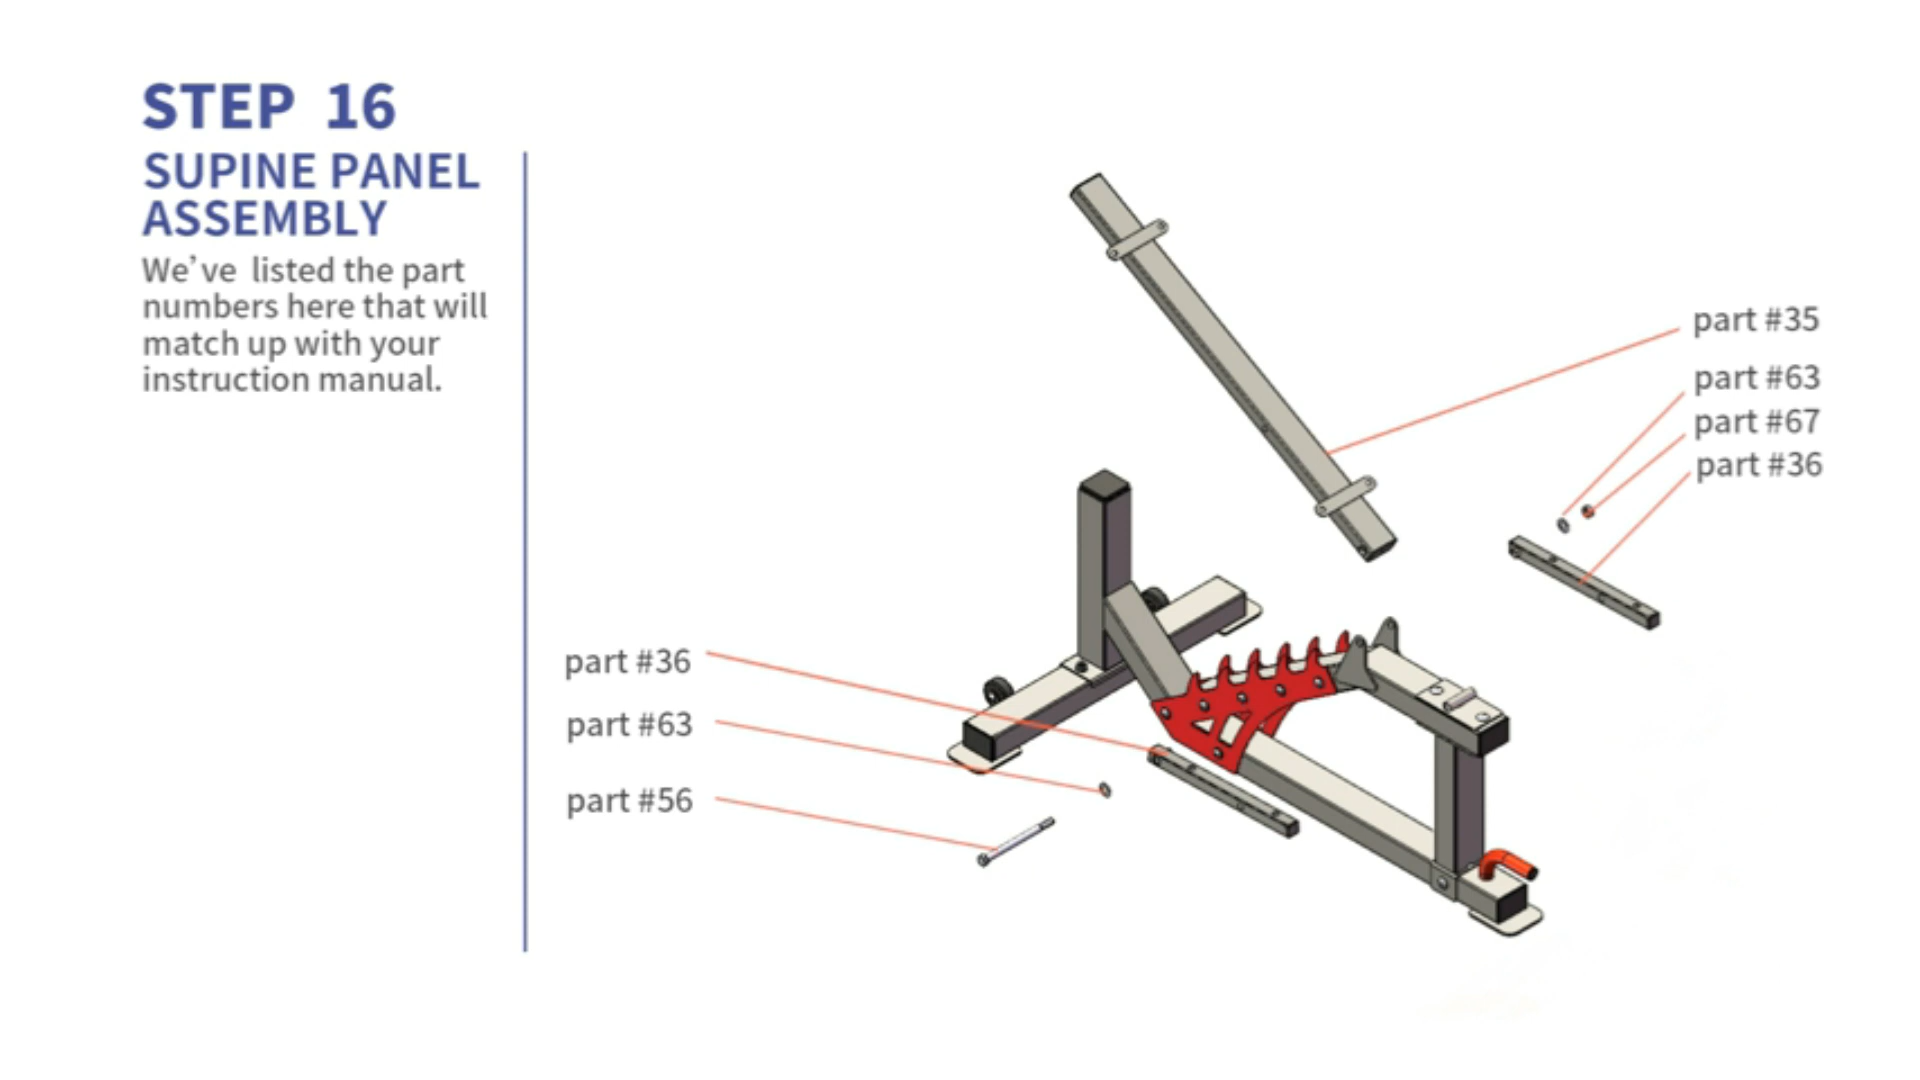 STEP 16
SUPINE PANEL
ASSEMBLY
We've listed the part
numbers here that will
match up with your
instruction manual.
part #35
part #63
part #67
part #36
part #36
part #63
part #56